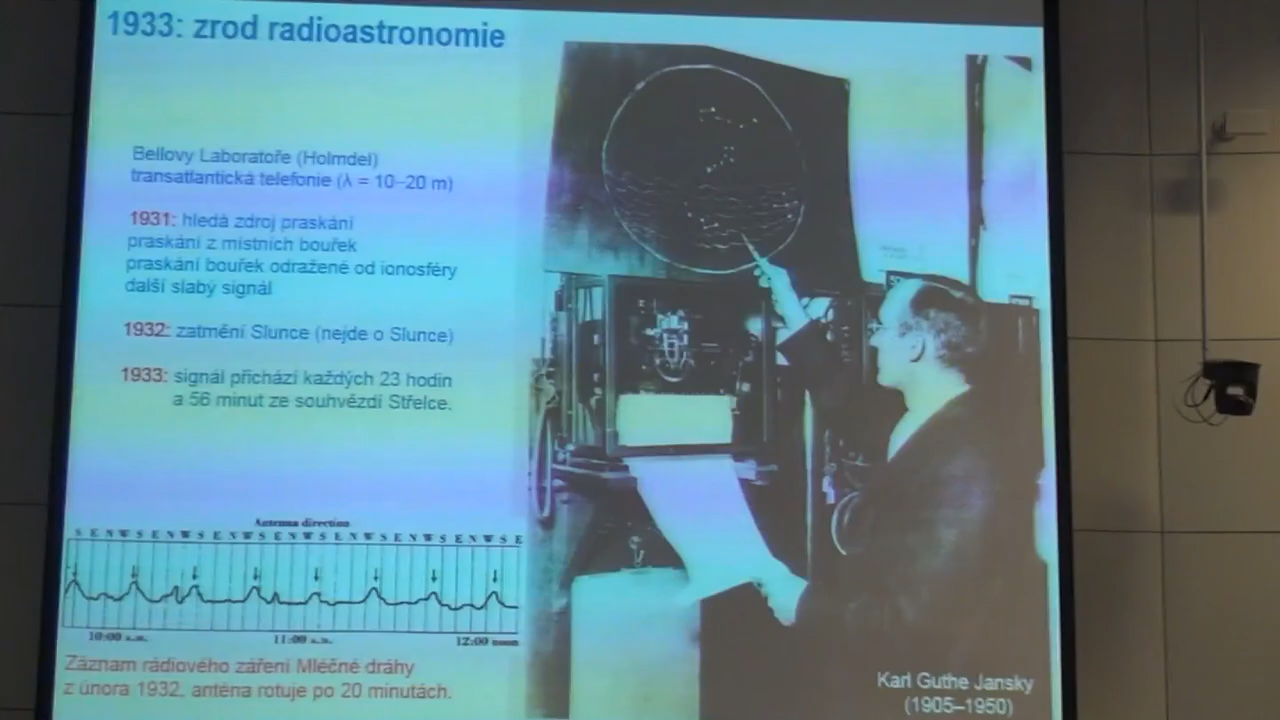 1933: zrod radioastronomie
Bellovy Laboratoře (Holmdel)
transatlantická telefonie (λ = 10–20 m)
1931: hledá zdroj praskání
praskání z místních bouřek
praskání bouřek odražené od ionosféry
další slabý signál
1932: zatmění Slunce (nejde o Slunce)
1933: signál přichází každých 23 hodin
a 56 minut ze souhvězdí Střelce.
Antenna direction
S E N W S E N W S E N W S E N W S E N W S E N W S E N W S E
10:00 a.m. 11:00 a.m. 12:00 noon
Záznam rádiového záření Mléčné dráhy
z února 1932, anténa rotuje po 20 minutách.
Karl Guthe Jansky
(1905–1950)